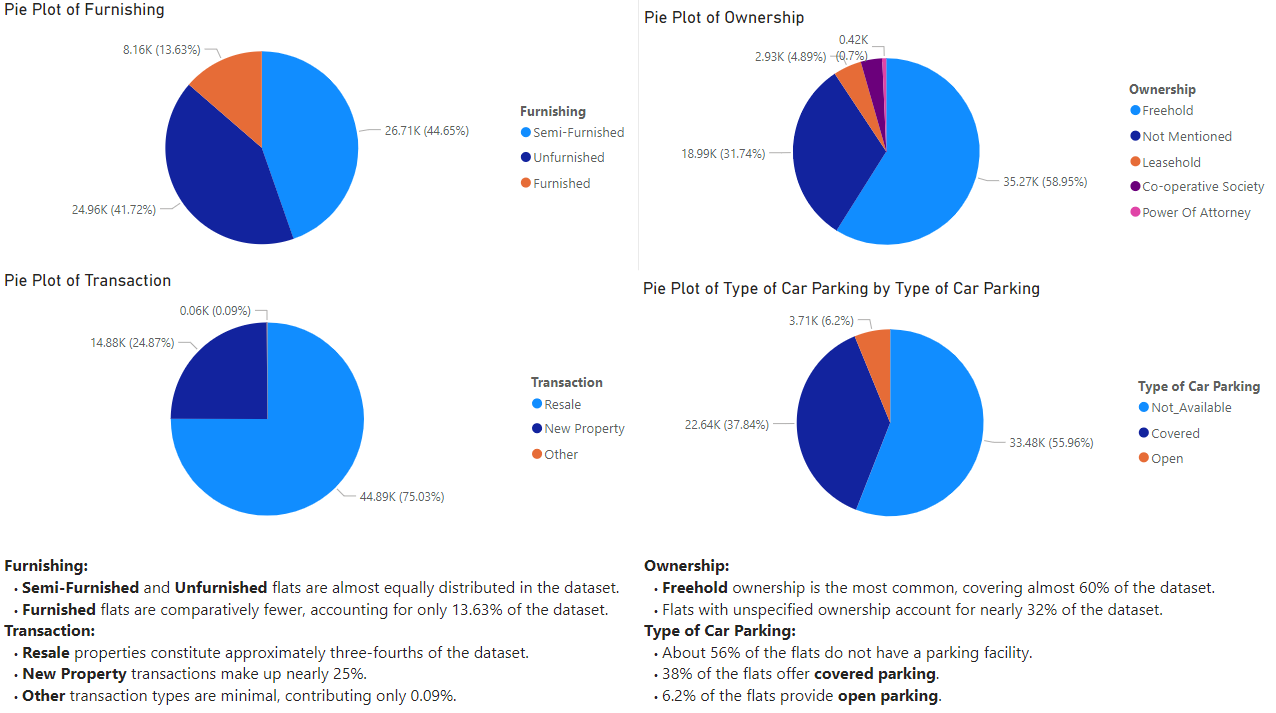 Pie Plot of Furnishing
8.16K (13.63%)
26.71K (44.65%)
24.96K (41.72%)
Furnishing
Semi-Furnished
Unfurnished
Furnished
Pie Plot of Ownership
0.42K
(0.7%)
2.93K (4.89%)
18.99K (31.74%)
35.27K (58.95%)
Ownership
Freehold
Not Mentioned
Leasehold
Co-operative Society
Power Of Attorney
Pie Plot of Transaction
0.06K (0.09%)
14.88K (24.87%)
44.89K (75.03%)
Transaction
Resale
New Property
Other
Pie Plot of Type of Car Parking by Type of Car Parking
3.71K (6.2%)
22.64K (37.84%)
33.48K (55.96%)
Type of Car Parking
Not_Available
Covered
Open
Furnishing:
• Semi-Furnished and Unfurnished flats are almost equally distributed in the dataset.
• Furnished flats are comparatively fewer, accounting for only 13.63% of the dataset.
Transaction:
• Resale properties constitute approximately three-fourths of the dataset.
• New Property transactions make up nearly 25%.
• Other transaction types are minimal, contributing only 0.09%.
Ownership:
• Freehold ownership is the most common, covering almost 60% of the dataset.
• Flats with unspecified ownership account for nearly 32% of the dataset.
Type of Car Parking:
• About 56% of the flats do not have a parking facility.
• 38% of the flats offer covered parking.
• 6.2% of the flats provide open parking.